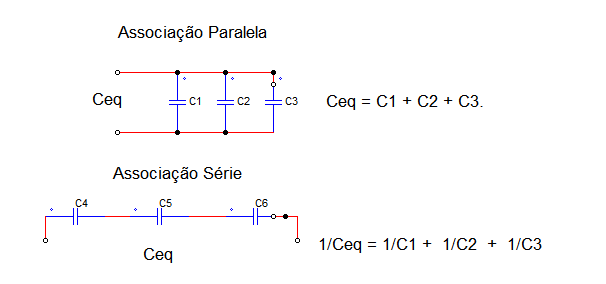 Associação Paralela
Ceq
C1
C2
C3
Ceq = C1 + C2 + C3.
Associação Série
C4
C5
C6
Ceq
1/Ceq = 1/C1 + 1/C2 + 1/C3